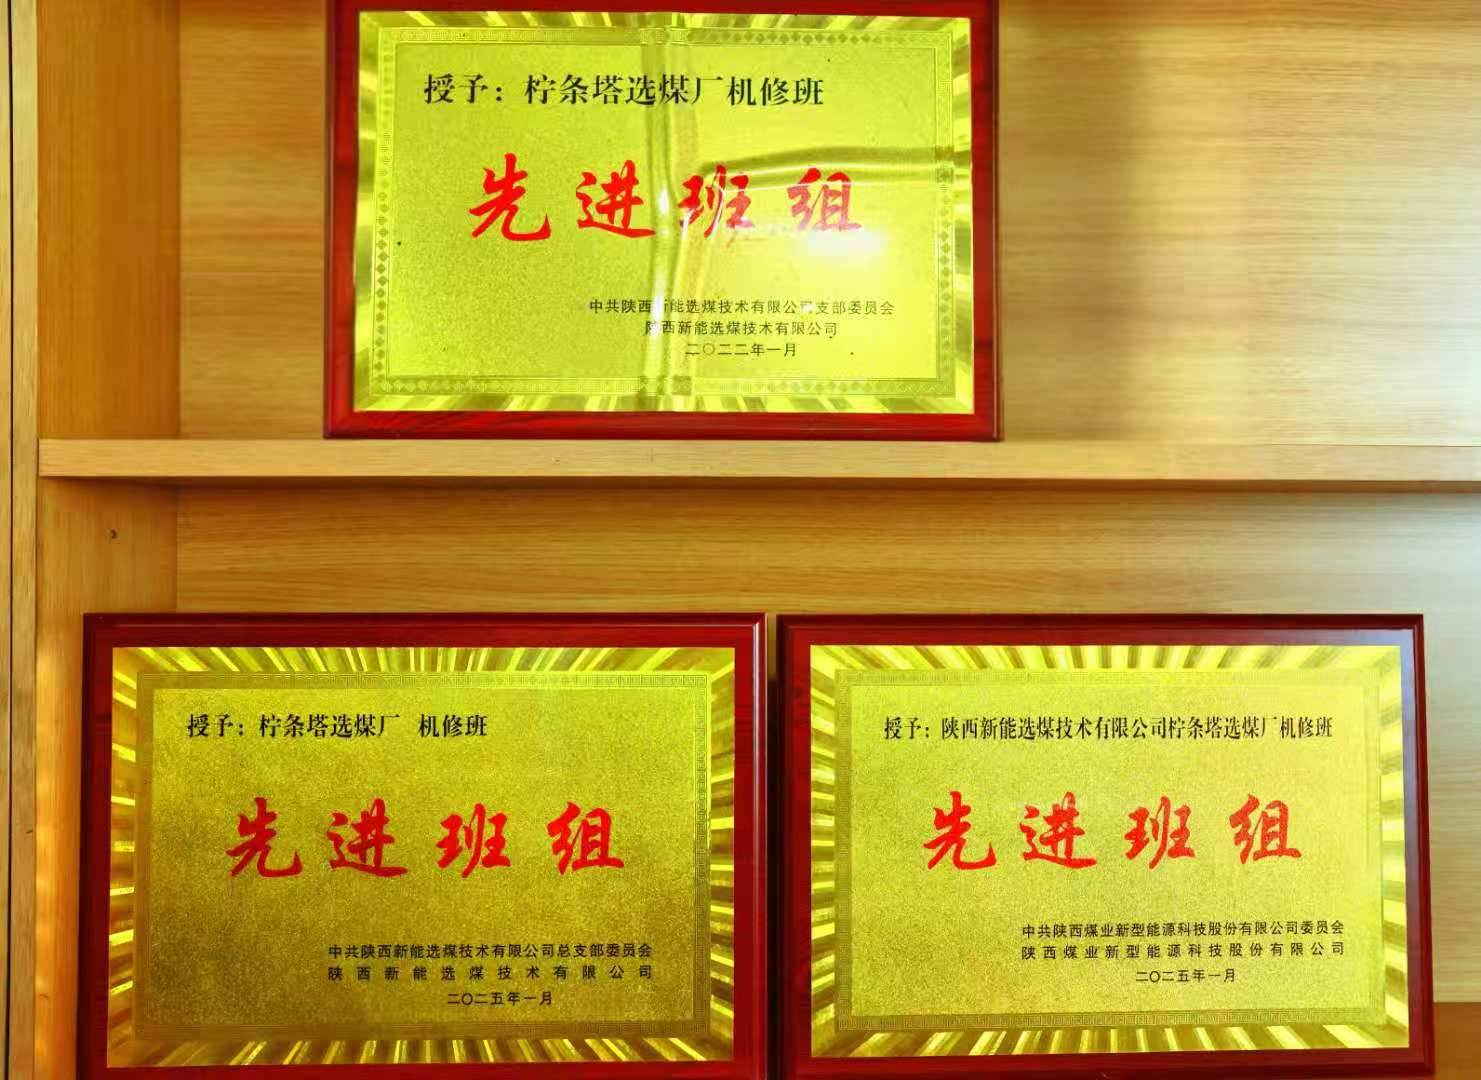 授予：柠条塔选煤厂机修班
先进班组
中共陕西新能选煤技术有限公司支部委员会
陕西新能选煤技术有限公司
二〇二二年一月
授予：柠条塔选煤厂 机修班
先进班组
中共陕西新能选煤技术有限公司总支部委员会
陕西新能选煤技术有限公司
二〇二五年一月
授予：陕西新能选煤技术有限公司柠条塔选煤厂机修班
先进班组
中共陕西煤业新型能源科技股份有限公司委员会
陕西煤业新型能源科技股份有限公司
二〇二五年一月